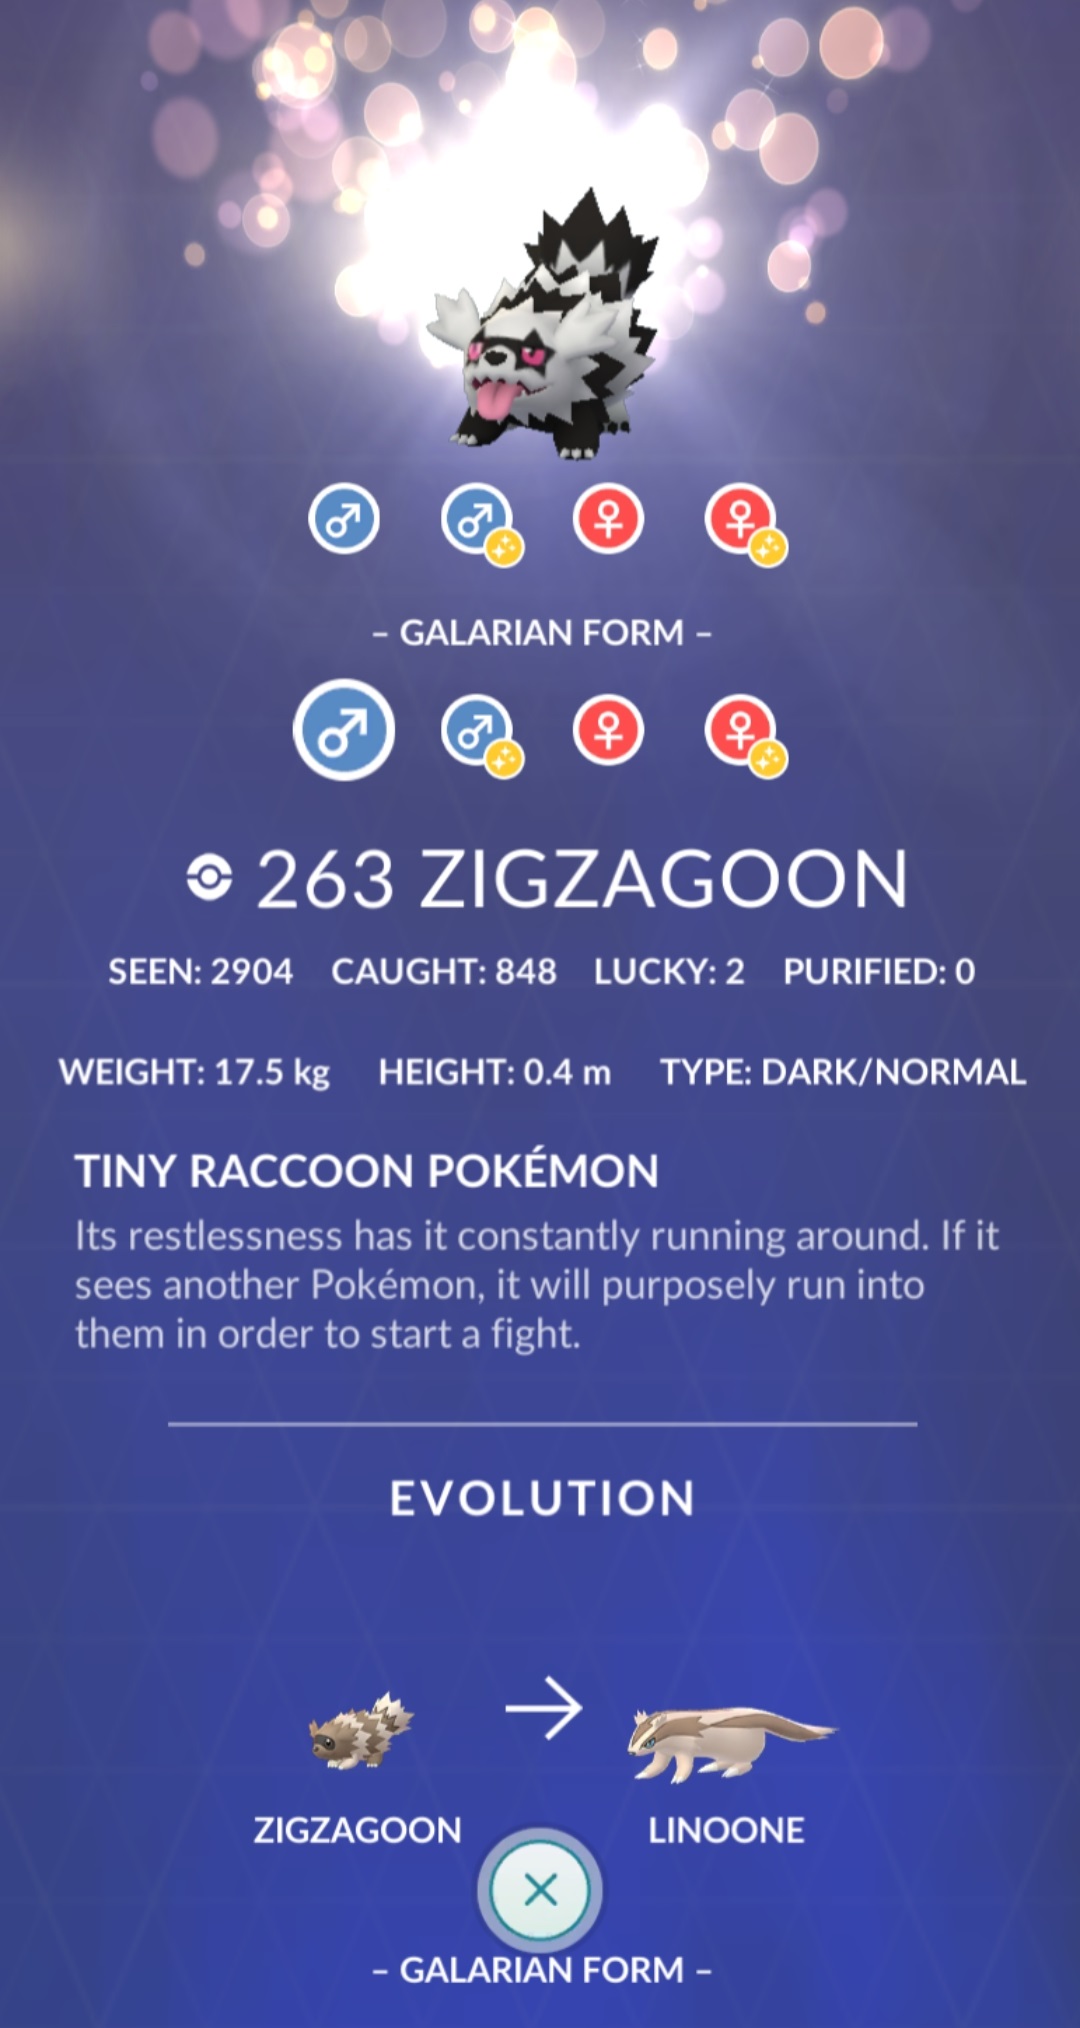 – GALARIAN FORM –
263 ZIGZAGOON
SEEN: 2904 CAUGHT: 848 LUCKY: 2 PURIFIED: 0
WEIGHT: 17.5 kg HEIGHT: 0.4 m TYPE: DARK/NORMAL
TINY RACCOON POKÉMON
Its restlessness has it constantly running around. If it
sees another Pokémon, it will purposely run into
them in order to start a fight.
EVOLUTION
ZIGZAGOON LINOONE
– GALARIAN FORM –